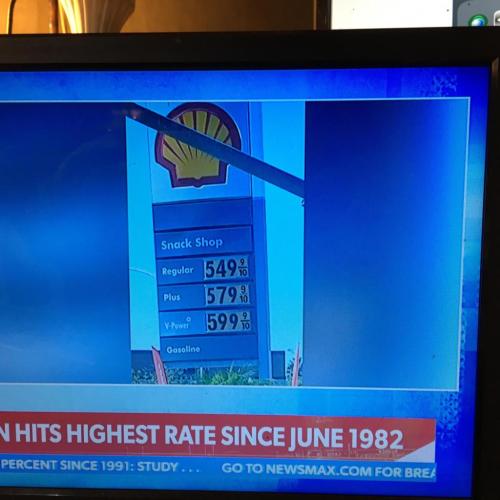 Snack Shop
Regular 549 9/10
Plus 579 9/10
V-Power 599 9/10
Gasoline
N HITS HIGHEST RATE SINCE JUNE 1982
PERCENT SINCE 1991: STUDY . . . GO TO NEWSMAX.COM FOR BREA